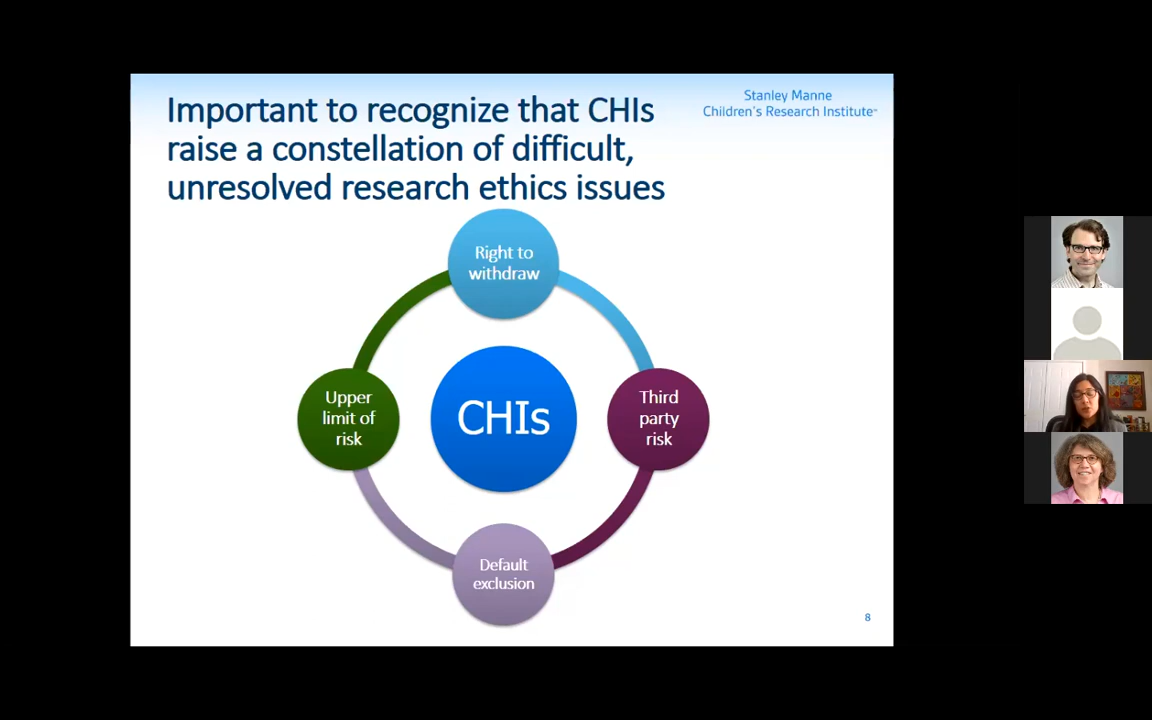 Important to recognize that CHIs
raise a constellation of difficult,
unresolved research ethics issues
Stanley Manne
Children's Research Institute™
Right to
withdraw
Upper
limit of
risk
CHIs
Third
party
risk
Default
exclusion
8